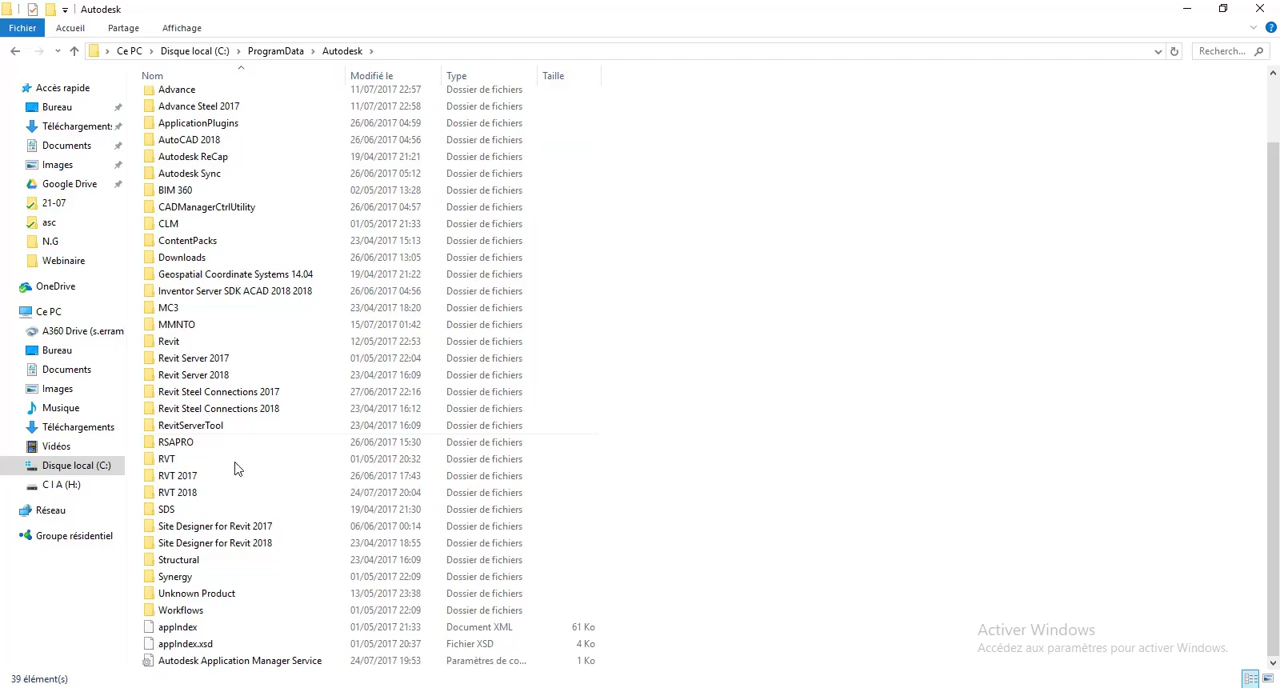 Autodesk
Fichier Accueil Partage Affichage
Ce PC Disque local (C:) ProgramData Autodesk Recherch...
Nom Modifié le Type Taille
Accès rapide
Bureau
Téléchargement:
Documents
Images
Google Drive
21-07
asc
N.G
Webinaire
OneDrive
Ce PC
A360 Drive (s.erram
Bureau
Documents
Images
Musique
Téléchargements
Vidéos
Disque local (C:)
C I A (H:)
Réseau
Groupe résidentiel
Advance 11/07/2017 22:57 Dossier de fichiers
Advance Steel 2017 11/07/2017 22:58 Dossier de fichiers
ApplicationPlugins 26/06/2017 04:59 Dossier de fichiers
AutoCAD 2018 26/06/2017 04:56 Dossier de fichiers
Autodesk ReCap 19/04/2017 21:21 Dossier de fichiers
Autodesk Sync 26/06/2017 05:12 Dossier de fichiers
BIM 360 02/05/2017 13:28 Dossier de fichiers
CADManagerCtrlUtility 26/06/2017 04:57 Dossier de fichiers
CLM 01/05/2017 21:33 Dossier de fichiers
ContentPacks 23/04/2017 15:13 Dossier de fichiers
Downloads 26/06/2017 13:05 Dossier de fichiers
Geospatial Coordinate Systems 14.04 19/04/2017 21:22 Dossier de fichiers
Inventor Server SDK ACAD 2018 2018 26/06/2017 04:56 Dossier de fichiers
MC3 23/04/2017 18:20 Dossier de fichiers
MMNTO 15/07/2017 01:42 Dossier de fichiers
Revit 12/05/2017 22:53 Dossier de fichiers
Revit Server 2017 01/05/2017 22:04 Dossier de fichiers
Revit Server 2018 23/04/2017 16:09 Dossier de fichiers
Revit Steel Connections 2017 27/06/2017 22:16 Dossier de fichiers
Revit Steel Connections 2018 23/04/2017 16:12 Dossier de fichiers
RevitServerTool 23/04/2017 16:09 Dossier de fichiers
RSAPRO 26/06/2017 15:30 Dossier de fichiers
RVT 01/05/2017 20:32 Dossier de fichiers
RVT 2017 26/06/2017 17:43 Dossier de fichiers
RVT 2018 24/07/2017 20:04 Dossier de fichiers
SDS 19/04/2017 21:30 Dossier de fichiers
Site Designer for Revit 2017 06/06/2017 00:14 Dossier de fichiers
Site Designer for Revit 2018 23/04/2017 18:55 Dossier de fichiers
Structural 23/04/2017 16:09 Dossier de fichiers
Synergy 01/05/2017 22:09 Dossier de fichiers
Unknown Product 13/05/2017 23:38 Dossier de fichiers
Workflows 01/05/2017 22:09 Dossier de fichiers
appIndex 01/05/2017 21:33 Document XML 61 Ko
appIndex.xsd 01/05/2017 20:37 Fichier XSD 4 Ko
Autodesk Application Manager Service 24/07/2017 19:53 Paramètres de co... 1 Ko
Activer Windows
Accédez aux paramètres pour activer Windows.
39 élément(s)